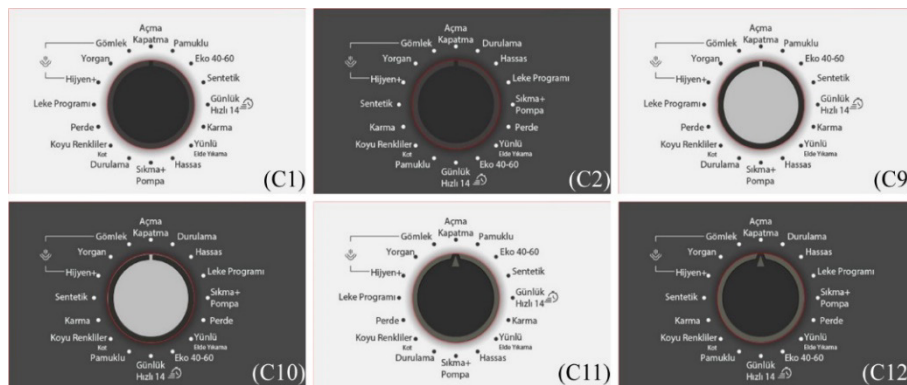 Açma
Kapatma
Gömlek
Pamuklu
Yorgan
Eko 40-60
Hijyen+
Sentetik
Leke Programı
Günlük
Hızlı 14
Perde
Karma
Koyu Renkliler
Kot
Yünlü
Elde Yıkama
Durulama
Hassas
Sıkma+
Pompa
(C1)
Açma
Kapatma
Gömlek
Durulama
Yorgan
Hassas
Hijyen+
Leke Programı
Sentetik
Sıkma+
Pompa
Karma
Perde
Koyu Renkliler
Kot
Yünlü
Elde Yıkama
Pamuklu
Eko 40-60
Günlük
Hızlı 14
(C2)
Açma
Kapatma
Gömlek
Pamuklu
Yorgan
Eko 40-60
Hijyen+
Sentetik
Leke Programı
Günlük
Hızlı 14
Perde
Karma
Koyu Renkliler
Kot
Yünlü
Elde Yıkama
Durulama
Hassas
Sıkma+
Pompa
(C9)
Açma
Kapatma
Gömlek
Durulama
Yorgan
Hassas
Hijyen+
Leke Programı
Sentetik
Sıkma+
Pompa
Karma
Perde
Koyu Renkliler
Kot
Yünlü
Elde Yıkama
Pamuklu
Eko 40-60
Günlük
Hızlı 14
(C10)
Açma
Kapatma
Gömlek
Pamuklu
Yorgan
Eko 40-60
Hijyen+
Sentetik
Leke Programı
Günlük
Hızlı 14
Perde
Karma
Koyu Renkliler
Kot
Yünlü
Elde Yıkama
Durulama
Hassas
Sıkma+
Pompa
(C11)
Açma
Kapatma
Gömlek
Durulama
Yorgan
Hassas
Hijyen+
Leke Programı
Sentetik
Sıkma+
Pompa
Karma
Perde
Koyu Renkliler
Kot
Yünlü
Elde Yıkama
Pamuklu
Eko 40-60
Günlük
Hızlı 14
(C12)